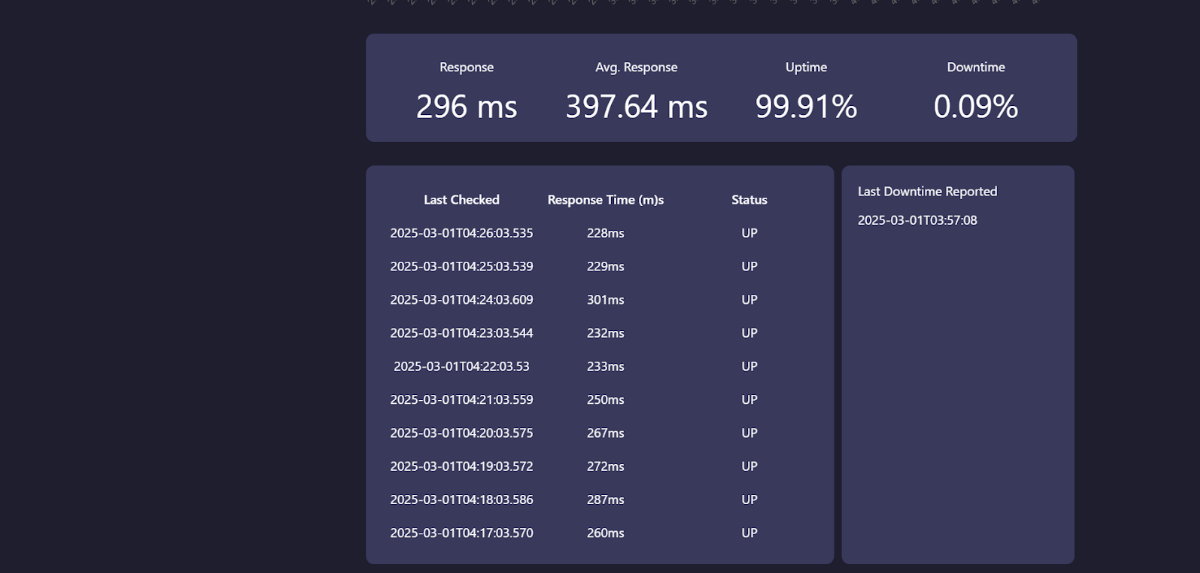 Response Avg. Response Uptime Downtime
296 ms 397.64 ms 99.91% 0.09%
Last Checked Response Time (m)s Status
2025-03-01T04:26:03.535 228ms UP
2025-03-01T04:25:03.539 229ms UP
2025-03-01T04:24:03.609 301ms UP
2025-03-01T04:23:03.544 232ms UP
2025-03-01T04:22:03.53 233ms UP
2025-03-01T04:21:03.559 250ms UP
2025-03-01T04:20:03.575 267ms UP
2025-03-01T04:19:03.572 272ms UP
2025-03-01T04:18:03.586 287ms UP
2025-03-01T04:17:03.570 260ms UP
Last Downtime Reported
2025-03-01T03:57:08